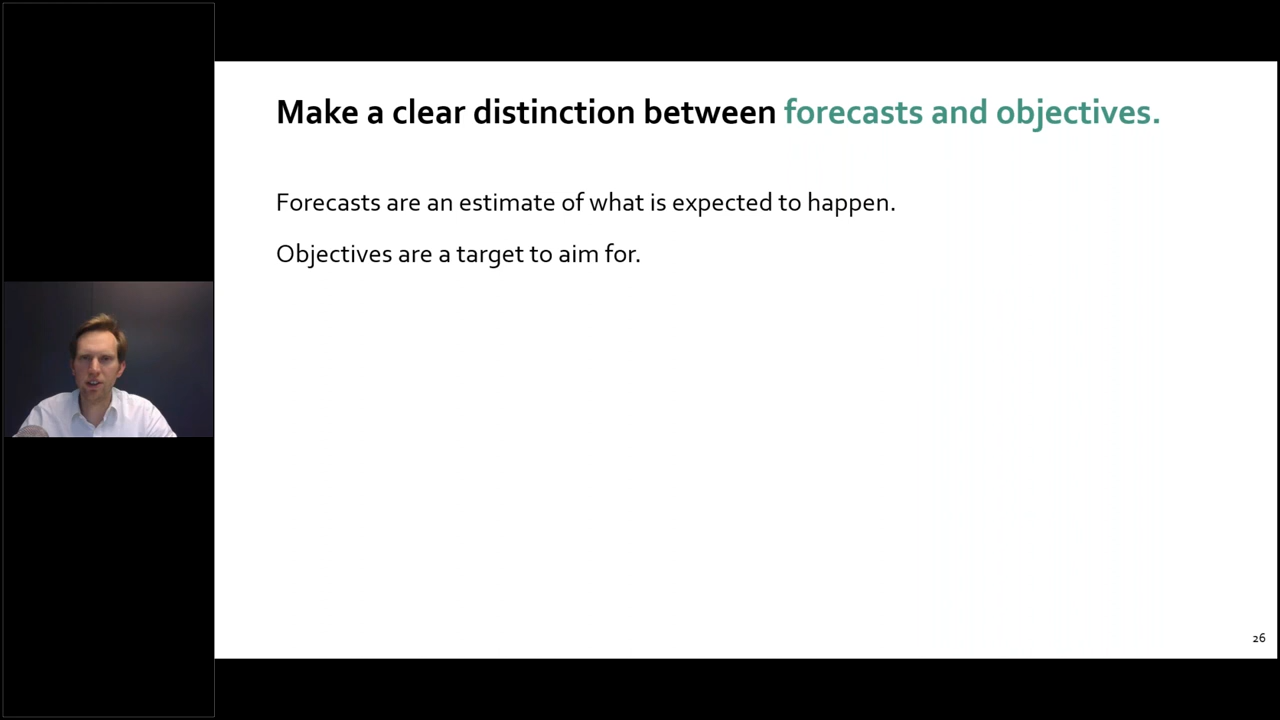 Make a clear distinction between forecasts and objectives.
Forecasts are an estimate of what is expected to happen.
Objectives are a target to aim for.
26